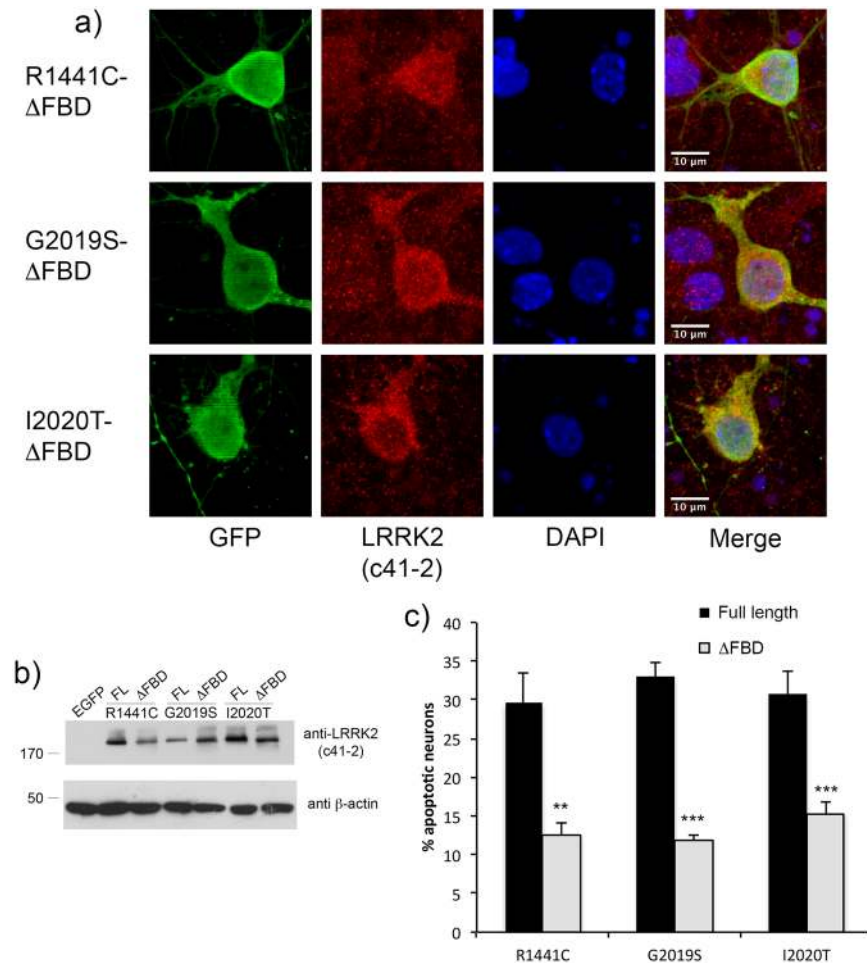 a)
R1441C-
ΔFBD
10 μm
G2019S-
ΔFBD
10 μm
I2020T-
ΔFBD
10 μm
GFP
LRRK2
(c41-2)
DAPI
Merge
b)
EGFP
FL
ΔFBD
FL
ΔFBD
FL
ΔFBD
R1441C
G2019S
I2020T
170
anti-LRRK2
(c41-2)
50
anti β-actin
c)
Full length
ΔFBD
% apoptotic neurons
40
35
30
25
20
15
10
5
0
**
***
***
R1441C
G2019S
I2020T